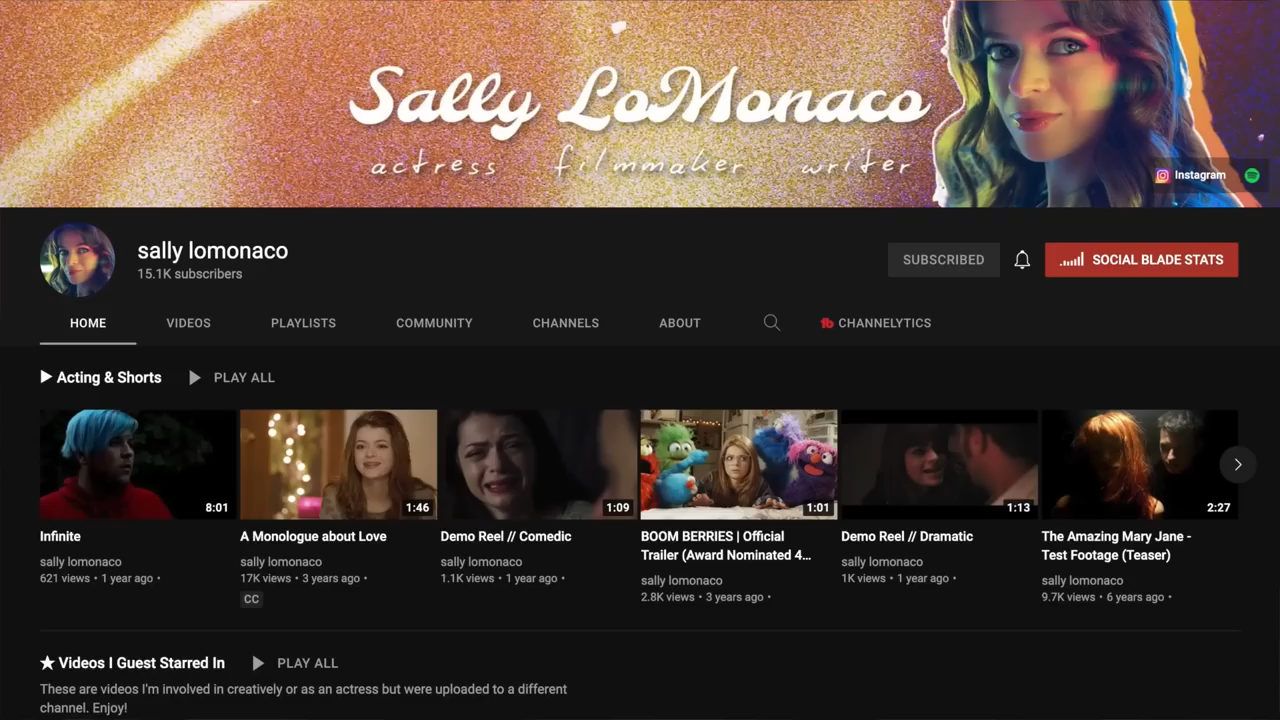 Sally LoMonaco
actress filmmaker writer
Instagram
sally lomonaco
15.1K subscribers
SUBSCRIBED
SOCIAL BLADE STATS
HOME VIDEOS PLAYLISTS COMMUNITY CHANNELS ABOUT CHANNELYTICS
Acting & Shorts PLAY ALL
8:01 1:46 1:09 1:01 1:13 2:27
Infinite
sally lomonaco
621 views • 1 year ago •
A Monologue about Love
sally lomonaco
17K views • 3 years ago •
CC
Demo Reel // Comedic
sally lomonaco
1.1K views • 1 year ago •
BOOM BERRIES | Official
Trailer (Award Nominated 4...
sally lomonaco
2.8K views • 3 years ago •
Demo Reel // Dramatic
sally lomonaco
1K views • 1 year ago •
The Amazing Mary Jane -
Test Footage (Teaser)
sally lomonaco
9.7K views • 6 years ago •
★ Videos I Guest Starred In PLAY ALL
These are videos I'm involved in creatively or as an actress but were uploaded to a different
channel. Enjoy!